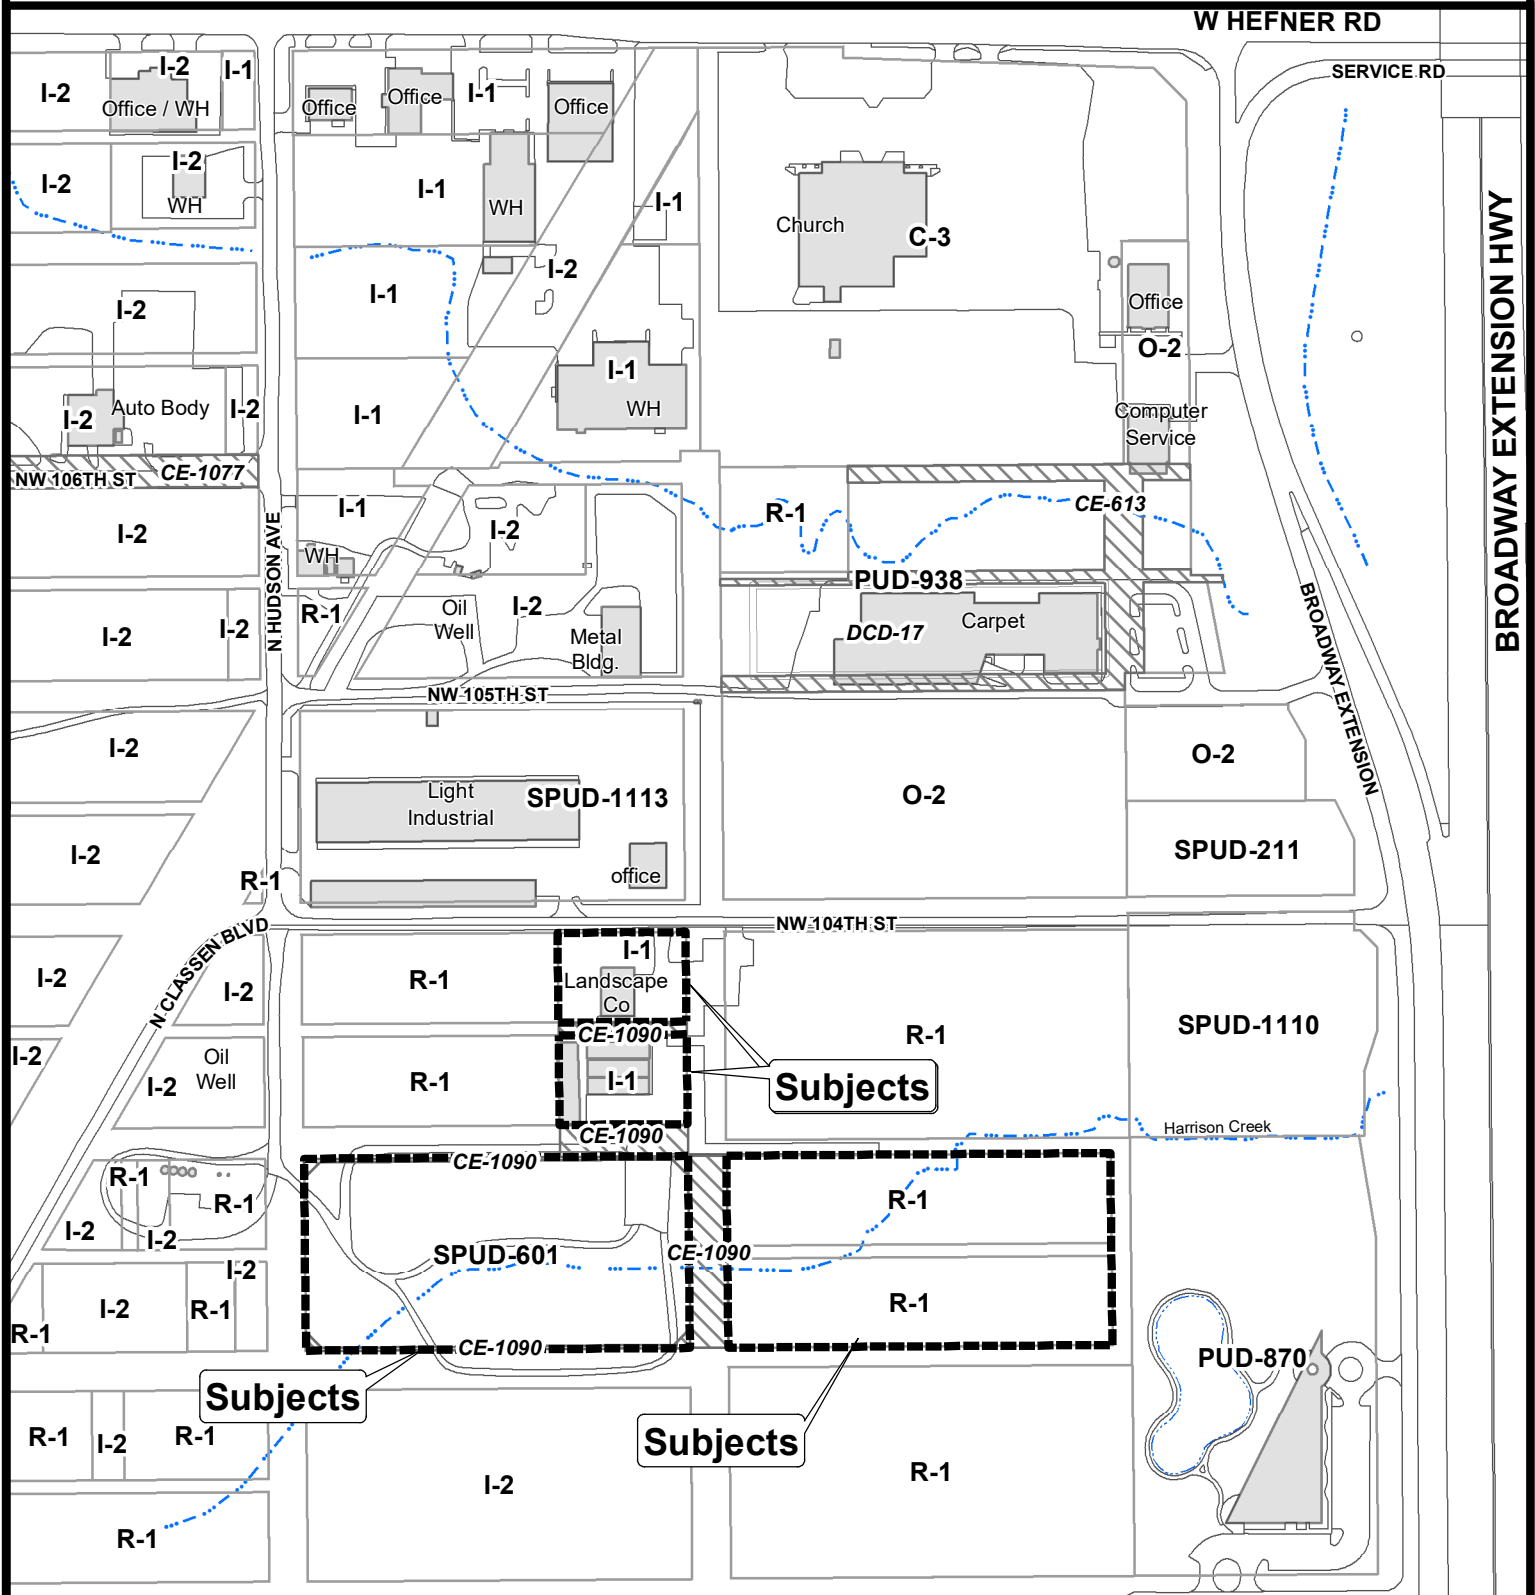 W HEFNER RD
SERVICE RD
I-2
I-1
I-2
Office / WH
Office
Office
I-1
Office
I-2
I-2
WH
I-1
WH
I-1
Church
C-3
BROADWAY EXTENSION HWY
I-2
I-1
I-2
Office
O-2
I-2
Auto Body
I-2
I-1
I-1
WH
Computer
Service
NW 106TH ST
CE-1077
I-2
N HUDSON AVE
I-1
WH
I-2
R-1
CE-613
PUD-938
I-2
I-2
R-1
Oil
Well
I-2
Metal
Bldg.
DCD-17
Carpet
BROADWAY EXTENSION
NW 105TH ST
I-2
Light
Industrial
SPUD-1113
O-2
O-2
I-2
R-1
office
SPUD-211
N CLASSEN BLVD
NW 104TH ST
I-2
I-2
R-1
I-1
Landscape
Co
CE-1090
R-1
SPUD-1110
I-2
Oil
Well
I-2
R-1
I-1
Subjects
CE-1090
Harrison Creek
CE-1090
R-1
R-1
I-2
I-2
R-1
SPUD-601
CE-1090
I-2
I-2
R-1
R-1
R-1
CE-1090
PUD-870
Subjects
Subjects
R-1
I-2
R-1
I-2
R-1
R-1